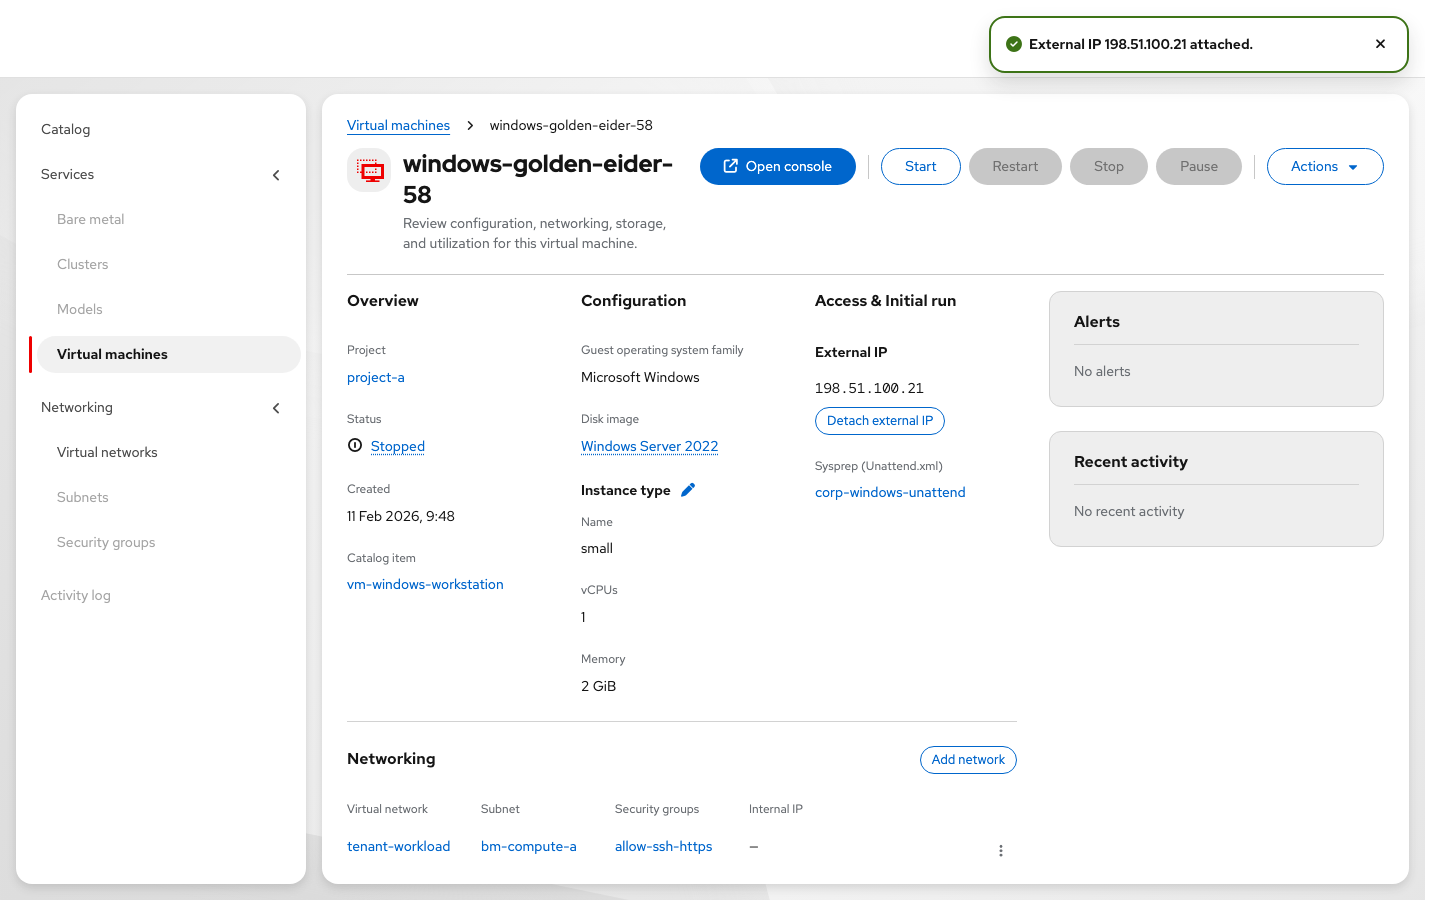 External IP 198.51.100.21 attached.
Catalog
Services
Bare metal
Clusters
Models
Virtual machines
Networking
Virtual networks
Subnets
Security groups
Activity log
Virtual machines > windows-golden-eider-58
windows-golden-eider-
58
Review configuration, networking, storage,
and utilization for this virtual machine.
Open console
Start
Restart
Stop
Pause
Actions
Overview
Project
project-a
Status
Stopped
Created
11 Feb 2026, 9:48
Catalog item
vm-windows-workstation
Configuration
Guest operating system family
Microsoft Windows
Disk image
Windows Server 2022
Instance type
Name
small
vCPUs
1
Memory
2 GiB
Access & Initial run
External IP
198.51.100.21
Detach external IP
Sysprep (Unattend.xml)
corp-windows-unattend
Alerts
No alerts
Recent activity
No recent activity
Networking
Add network
Virtual network Subnet Security groups Internal IP
tenant-workload bm-compute-a allow-ssh-https –